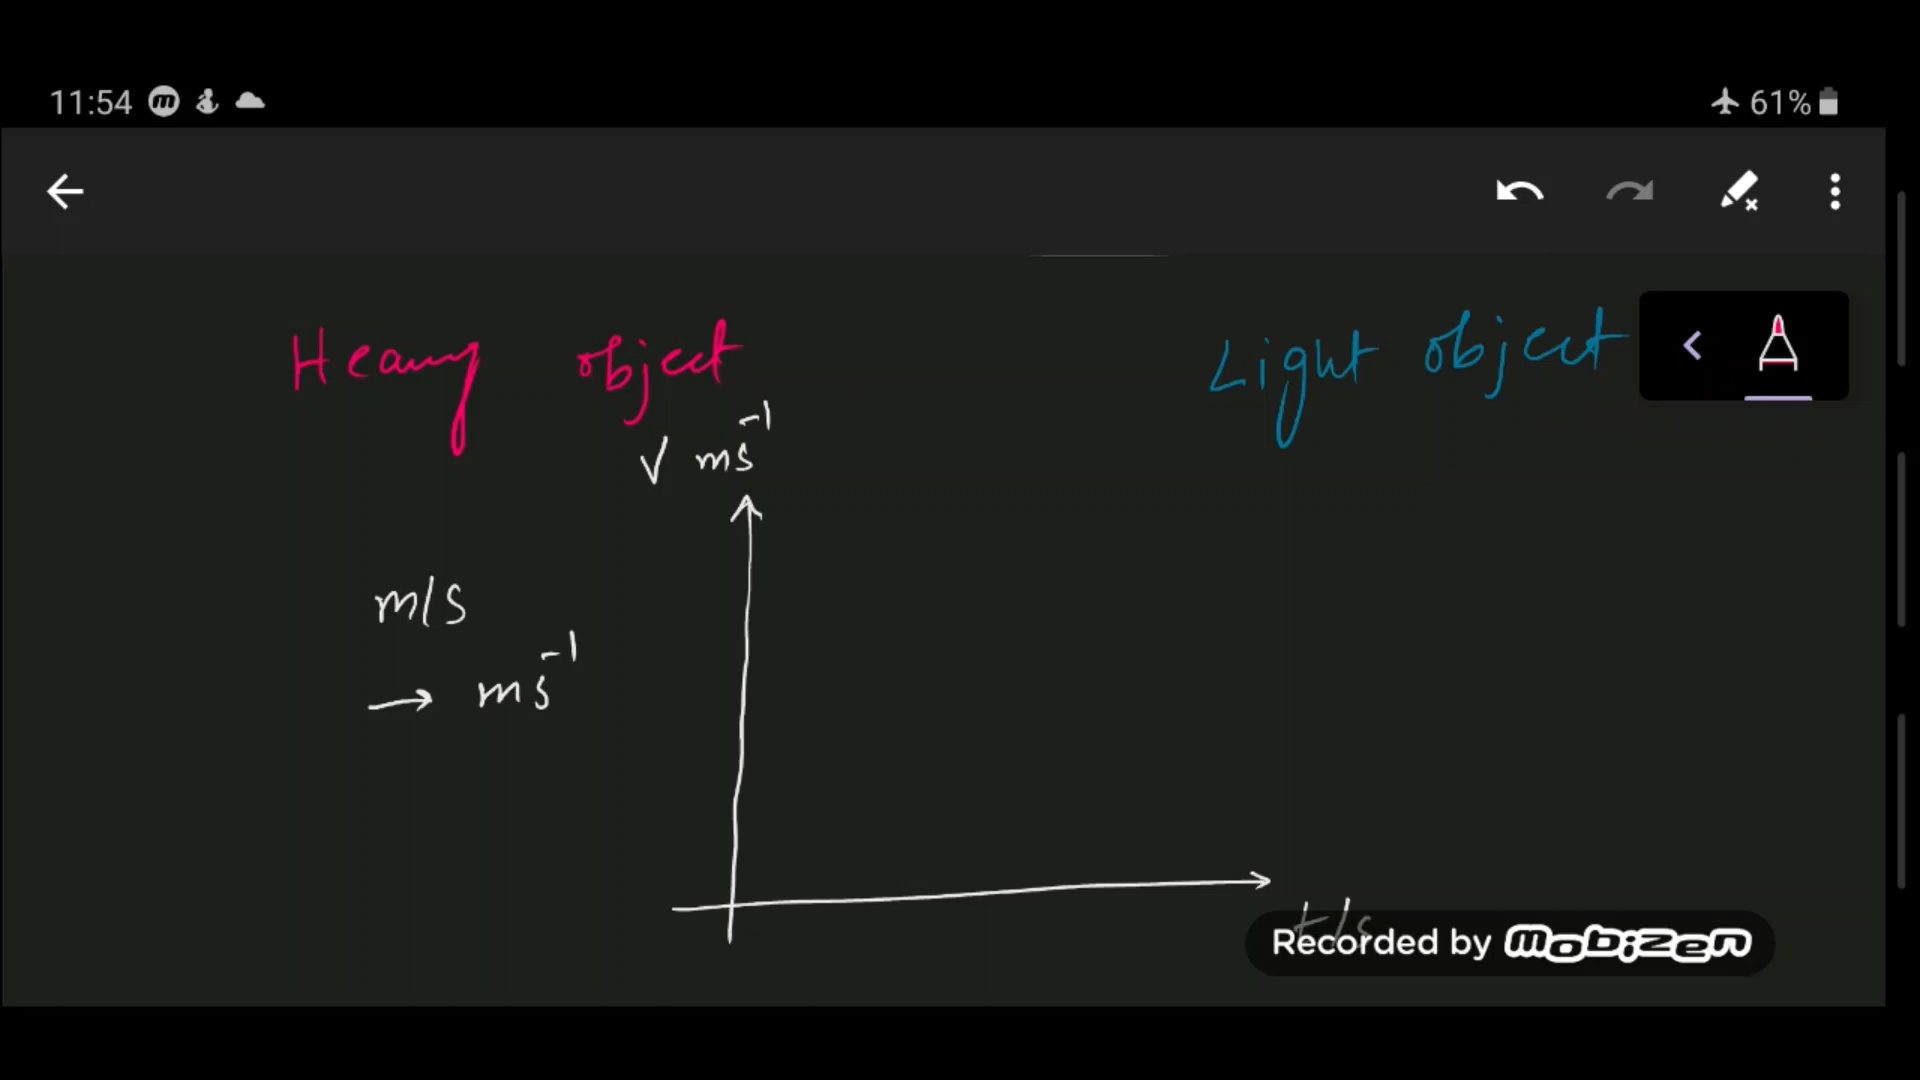 11:54 61%
Heavy object Light object
V ms⁻¹
m/s
→ ms⁻¹
t/s
Recorded by mobizen